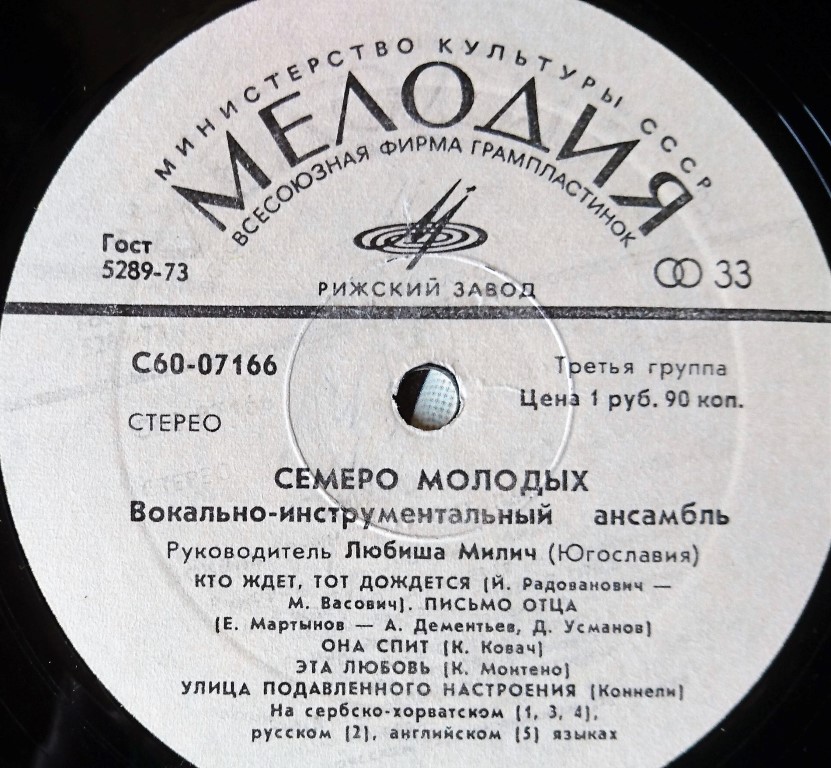 МИНИСТЕРСТВО КУЛЬТУРЫ СССР
МЕЛОДИЯ
ВСЕСОЮЗНАЯ ФИРМА ГРАМПЛАСТИНОК
Гост
5289-73
РИЖСКИЙ ЗАВОД
33
С60-07166
Третья группа
Цена 1 руб. 90 коп.
СТЕРЕО
СЕМЕРО МОЛОДЫХ
Вокально-инструментальный ансамбль
Руководитель Любиша Милич (Югославия)
КТО ЖДЕТ, ТОТ ДОЖДЕТСЯ (Й. Радованович —
М. Васович). ПИСЬМО ОТЦА
(Е. Мартынов — А. Дементьев, Д. Усманов)
ОНА СПИТ (К. Ковач)
ЭТА ЛЮБОВЬ (К. Монтено)
УЛИЦА ПОДАВЛЕННОГО НАСТРОЕНИЯ (Коннели)
На сербско-хорватском (1, 3, 4),
русском (2), английском (5) языках